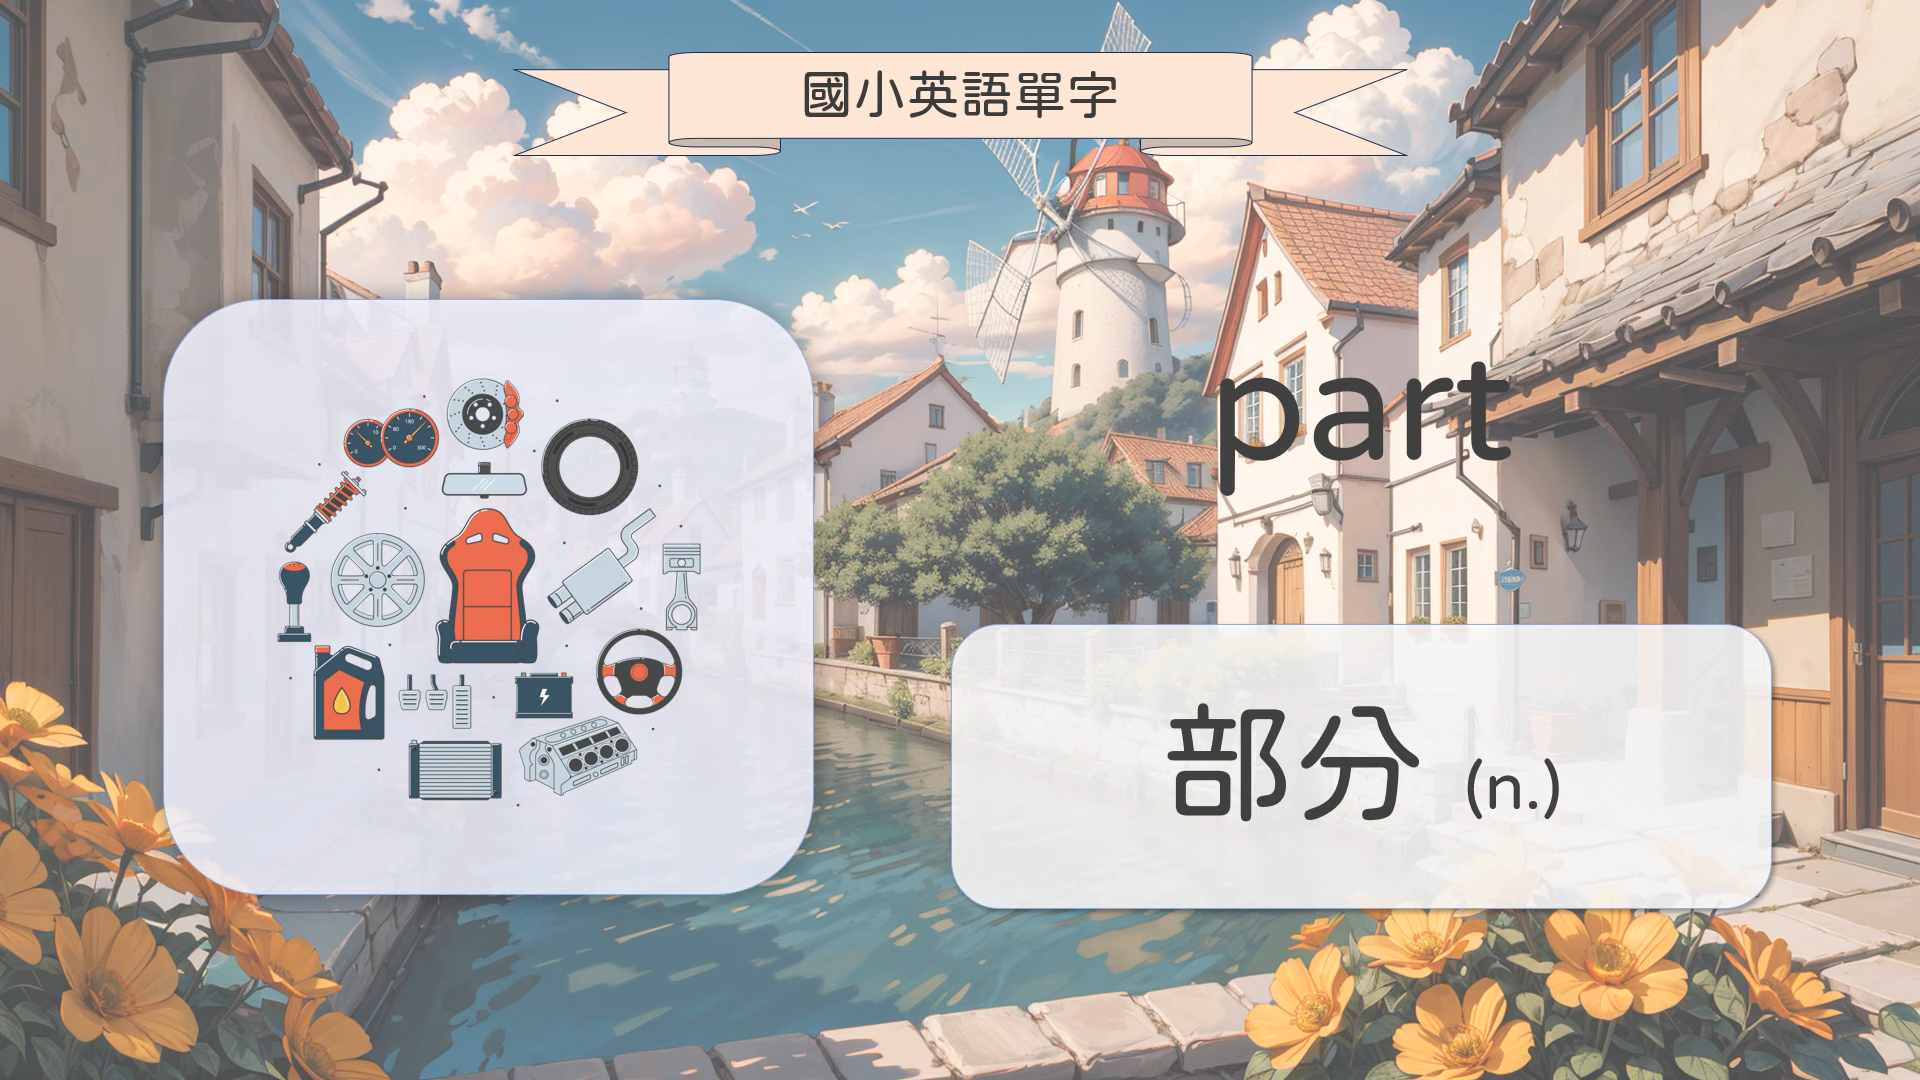 國小英語單字
part
部分 (n.)